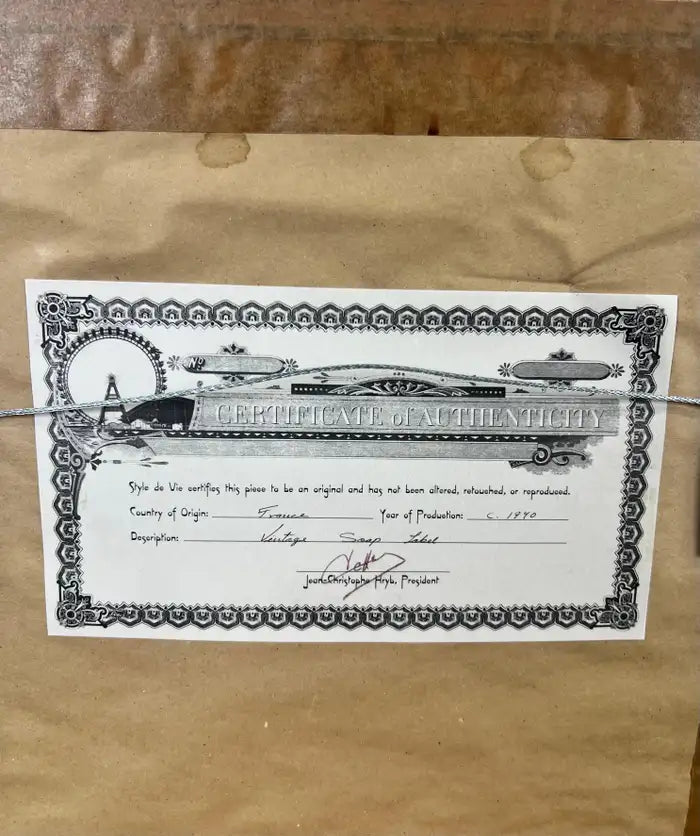 Nº
CERTIFICATE of AUTHENTICITY
Style de Vie certifies this piece to be an original and has not been altered, retouched, or reproduced.
Country of Origin: France Year of Production: c. 1940
Description: Vintage Soap Label
Jean-Christophe Hryb, President